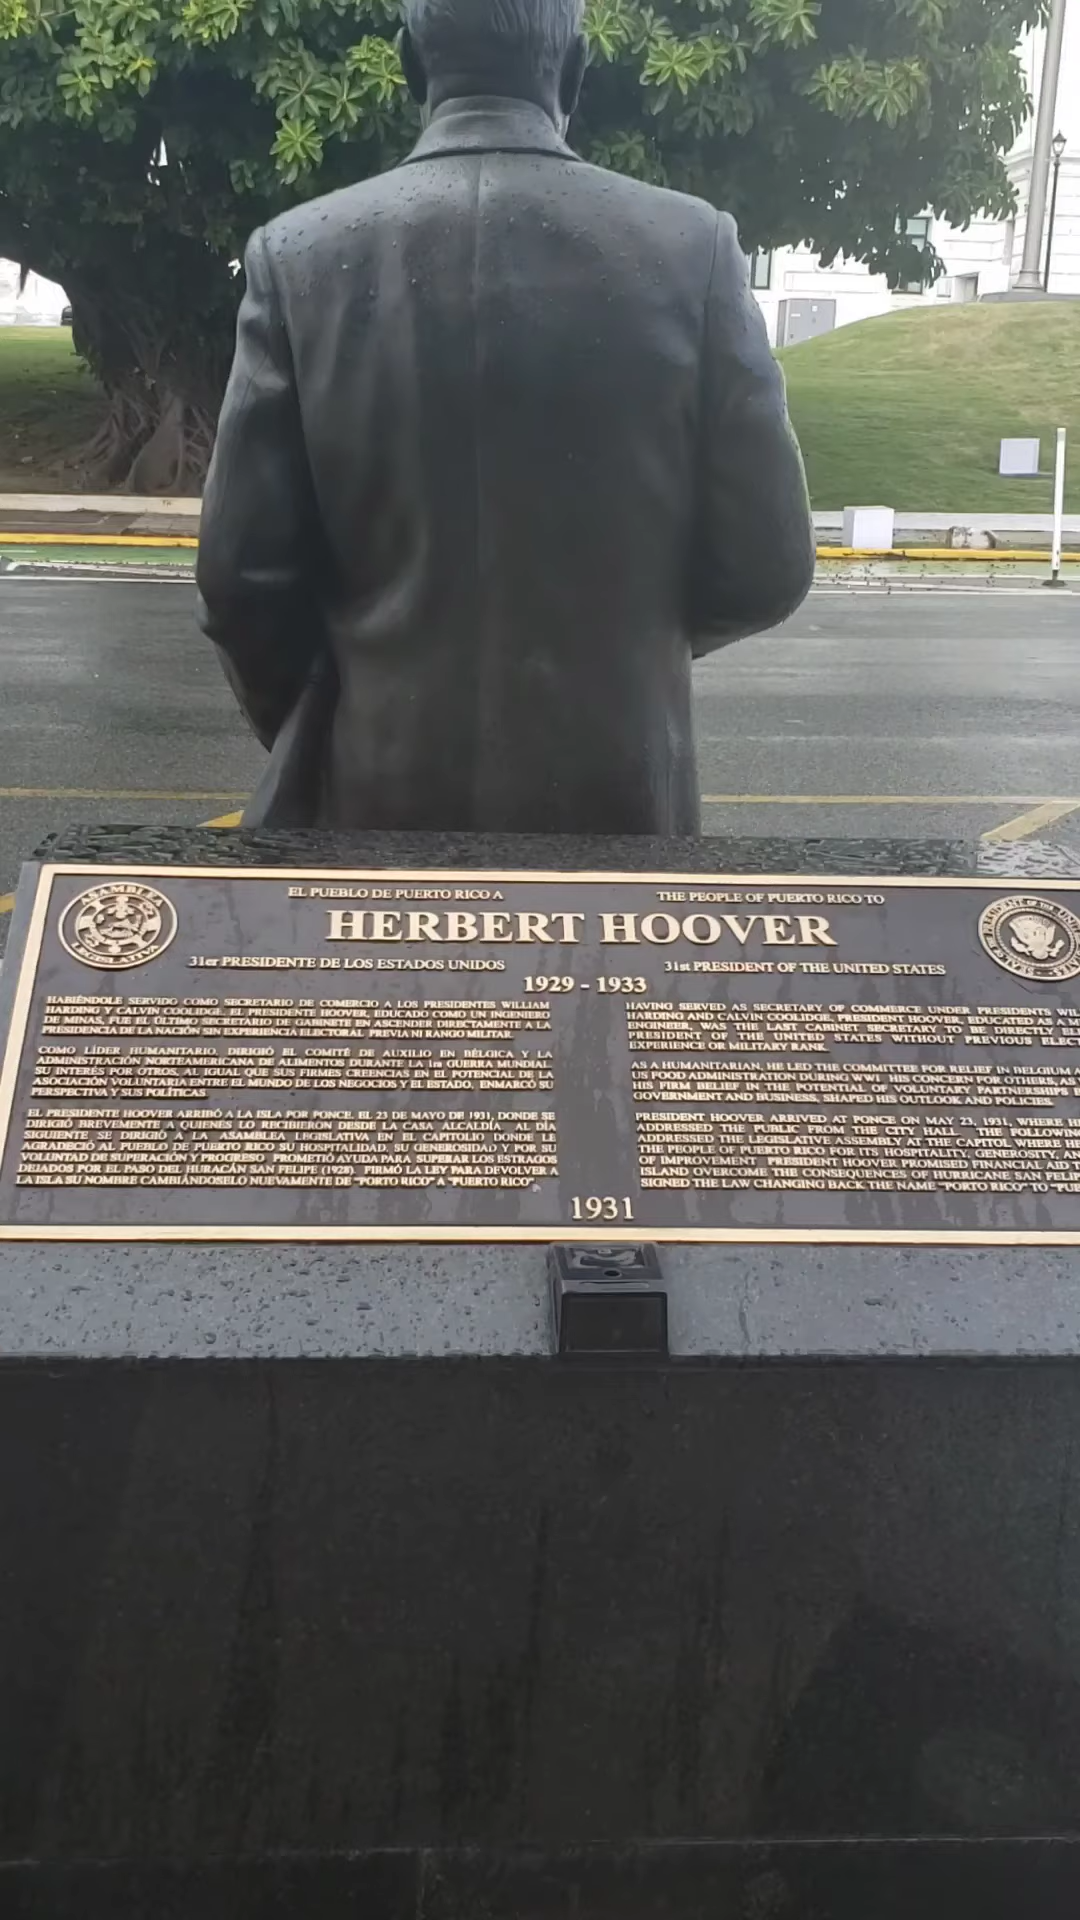 ASAMBLEA
LEGISLATIVA
EL PUEBLO DE PUERTO RICO A
THE PEOPLE OF PUERTO RICO TO
HERBERT HOOVER
31er PRESIDENTE DE LOS ESTADOS UNIDOS
31st PRESIDENT OF THE UNITED STATES
1929 - 1933
HABIÉNDOLE SERVIDO COMO SECRETARIO DE COMERCIO A LOS PRESIDENTES WILLIAM
HARDING Y CALVIN COOLIDGE, EL PRESIDENTE HOOVER, EDUCADO COMO UN INGENIERO
DE MINAS, FUE EL ÚLTIMO SECRETARIO DE GABINETE EN ASCENDER DIRECTAMENTE A LA
PRESIDENCIA DE LA NACIÓN SIN EXPERIENCIA ELECTORAL PREVIA NI RANGO MILITAR.
COMO LÍDER HUMANITARIO, DIRIGIÓ EL COMITÉ DE AUXILIO EN BÉLGICA Y LA
ADMINISTRACIÓN NORTEAMERICANA DE ALIMENTOS DURANTE LA 1ra GUERRA MUNDIAL.
SU INTERÉS POR OTROS, AL IGUAL QUE SUS FIRMES CREENCIAS EN EL POTENCIAL DE LA
ASOCIACIÓN VOLUNTARIA ENTRE EL MUNDO DE LOS NEGOCIOS Y EL ESTADO, ENMARCÓ SU
PERSPECTIVA Y SUS POLÍTICAS.
EL PRESIDENTE HOOVER ARRIBÓ A LA ISLA POR PONCE, EL 23 DE MAYO DE 1931, DONDE SE
DIRIGIÓ BREVEMENTE A QUIENES LO RECIBIERON DESDE LA CASA ALCALDÍA. AL DÍA
SIGUIENTE SE DIRIGIÓ A LA ASAMBLEA LEGISLATIVA EN EL CAPITOLIO DONDE LE
AGRADECIÓ AL PUEBLO DE PUERTO RICO SU HOSPITALIDAD, SU GENEROSIDAD Y POR SU
VOLUNTAD DE SUPERACIÓN Y PROGRESO. PROMETIÓ AYUDA PARA SUPERAR LOS ESTRAGOS
DEJADOS POR EL PASO DEL HURACÁN SAN FELIPE (1928). FIRMÓ LA LEY PARA DEVOLVER A
LA ISLA SU NOMBRE CAMBIÁNDOSELO NUEVAMENTE DE "PORTO RICO" A "PUERTO RICO".
HAVING SERVED AS SECRETARY OF COMMERCE UNDER PRESIDENTS WIL
HARDING AND CALVIN COOLIDGE, PRESIDENT HOOVER, EDUCATED AS A M
ENGINEER, WAS THE LAST CABINET SECRETARY TO BE DIRECTLY
PRESIDENT OF THE UNITED STATES WITHOUT PREVIOUS ELECT
EXPERIENCE OR MILITARY RANK.
AS A HUMANITARIAN, HE LED THE COMMITTEE FOR RELIEF IN BELGIUM A
US FOOD ADMINISTRATION DURING WWI. HIS CONCERN FOR OTHERS, AS
HIS FIRM BELIEF IN THE POTENTIAL OF VOLUNTARY PARTNERSHIPS
GOVERNMENT AND BUSINESS, SHAPED HIS OUTLOOK AND POLICIES.
PRESIDENT HOOVER ARRIVED AT PONCE ON MAY 23, 1931, WHERE HE
ADDRESSED THE PUBLIC FROM THE CITY HALL. THE FOLLOWING
ADDRESSED THE LEGISLATIVE ASSEMBLY AT THE CAPITOL WHERE HE
THE PEOPLE OF PUERTO RICO FOR ITS HOSPITALITY, GENEROSITY, AN
OF IMPROVEMENT. PRESIDENT HOOVER PROMISED FINANCIAL AID T
ISLAND OVERCOME THE CONSEQUENCES OF HURRICANE SAN FELIP
SIGNED THE LAW CHANGING BACK THE NAME "PORTO RICO" TO "PUE
1931